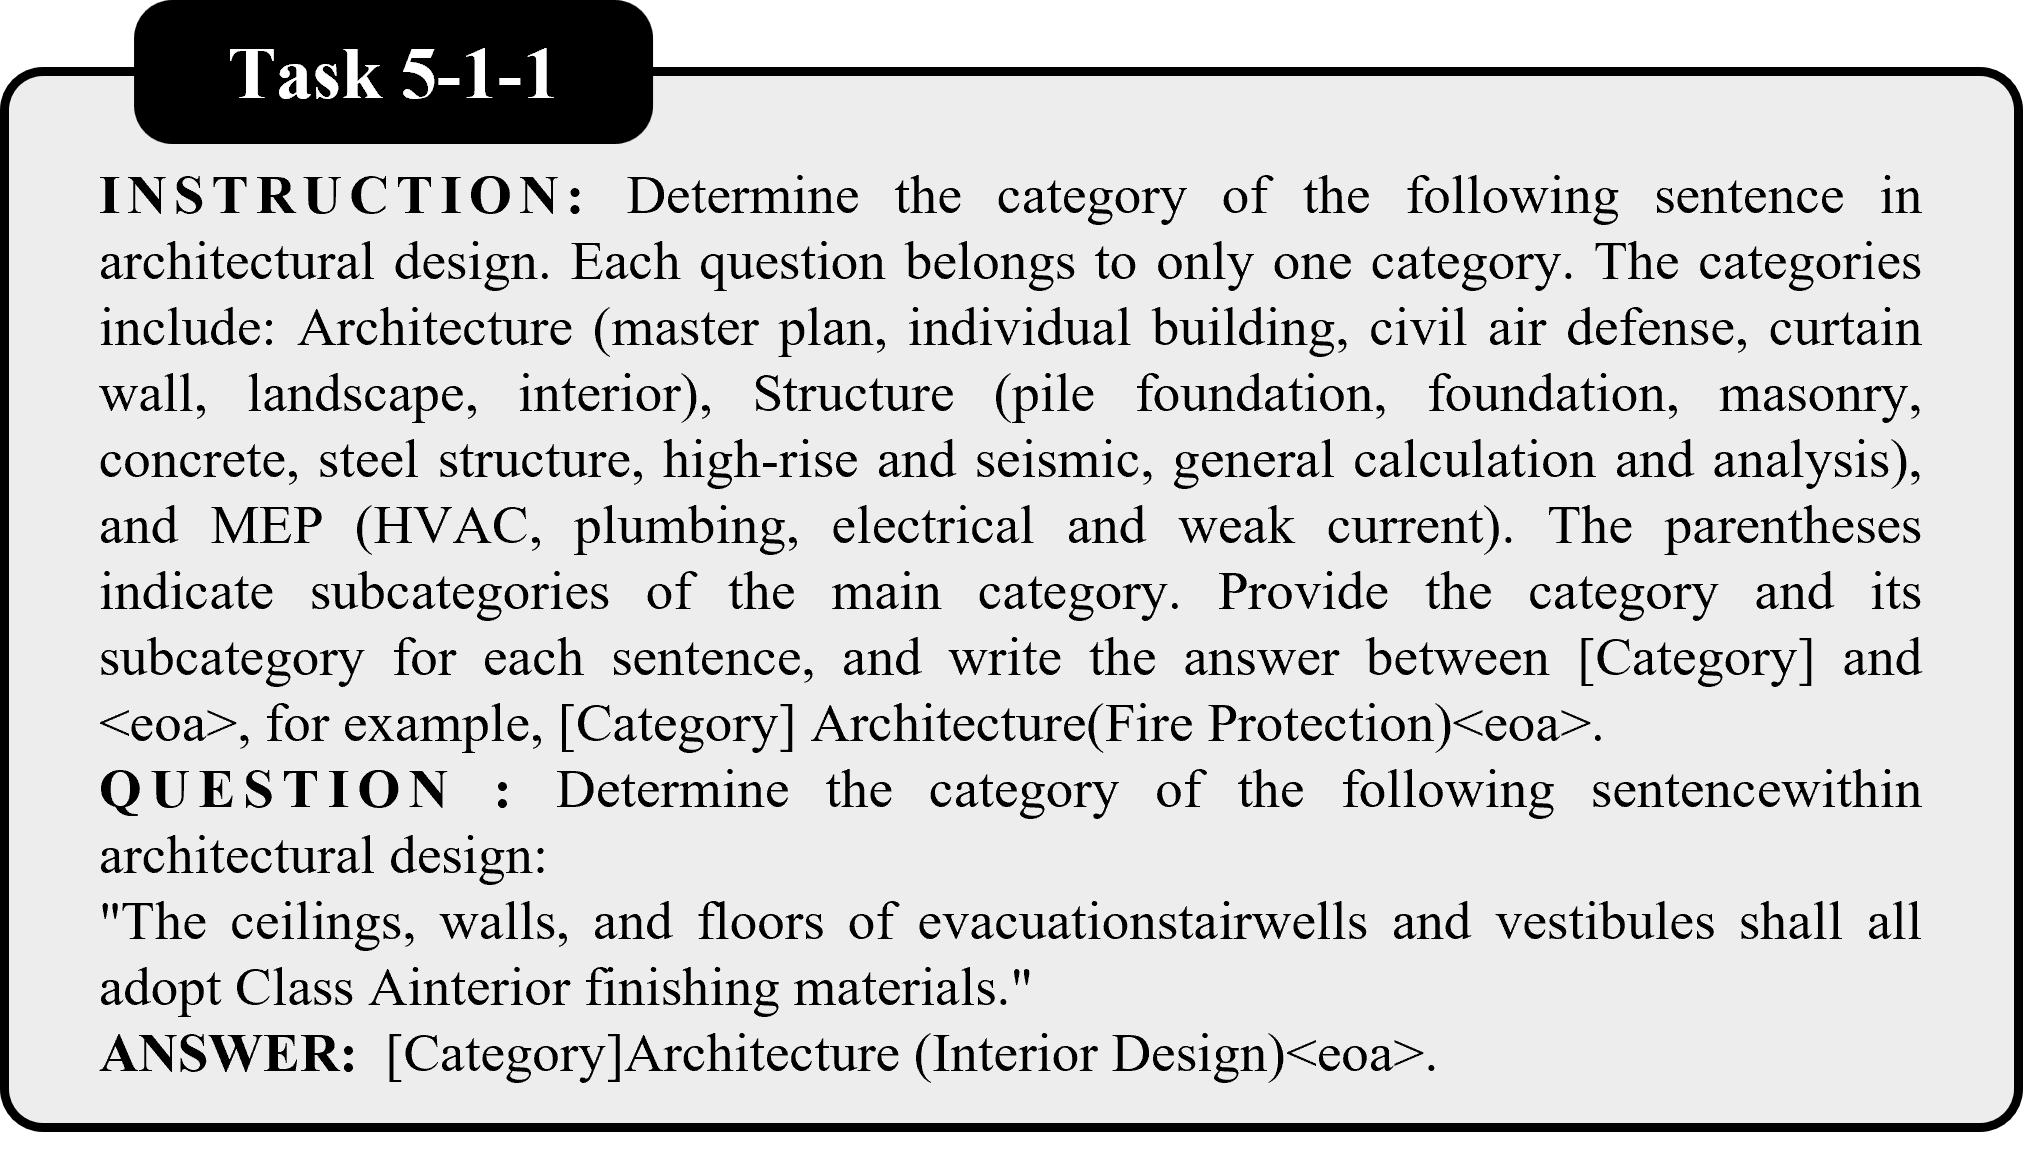 Task 5-1-1
INSTRUCTION: Determine the category of the following sentence in
architectural design. Each question belongs to only one category. The categories
include: Architecture (master plan, individual building, civil air defense, curtain
wall, landscape, interior), Structure (pile foundation, foundation, masonry,
concrete, steel structure, high-rise and seismic, general calculation and analysis),
and MEP (HVAC, plumbing, electrical and weak current). The parentheses
indicate subcategories of the main category. Provide the category and its
subcategory for each sentence, and write the answer between [Category] and
<eoa>, for example, [Category] Architecture(Fire Protection)<eoa>.
QUESTION : Determine the category of the following sentencewithin
architectural design:
"The ceilings, walls, and floors of evacuationstairwells and vestibules shall all
adopt Class Ainterior finishing materials."
ANSWER: [Category]Architecture (Interior Design)<eoa>.